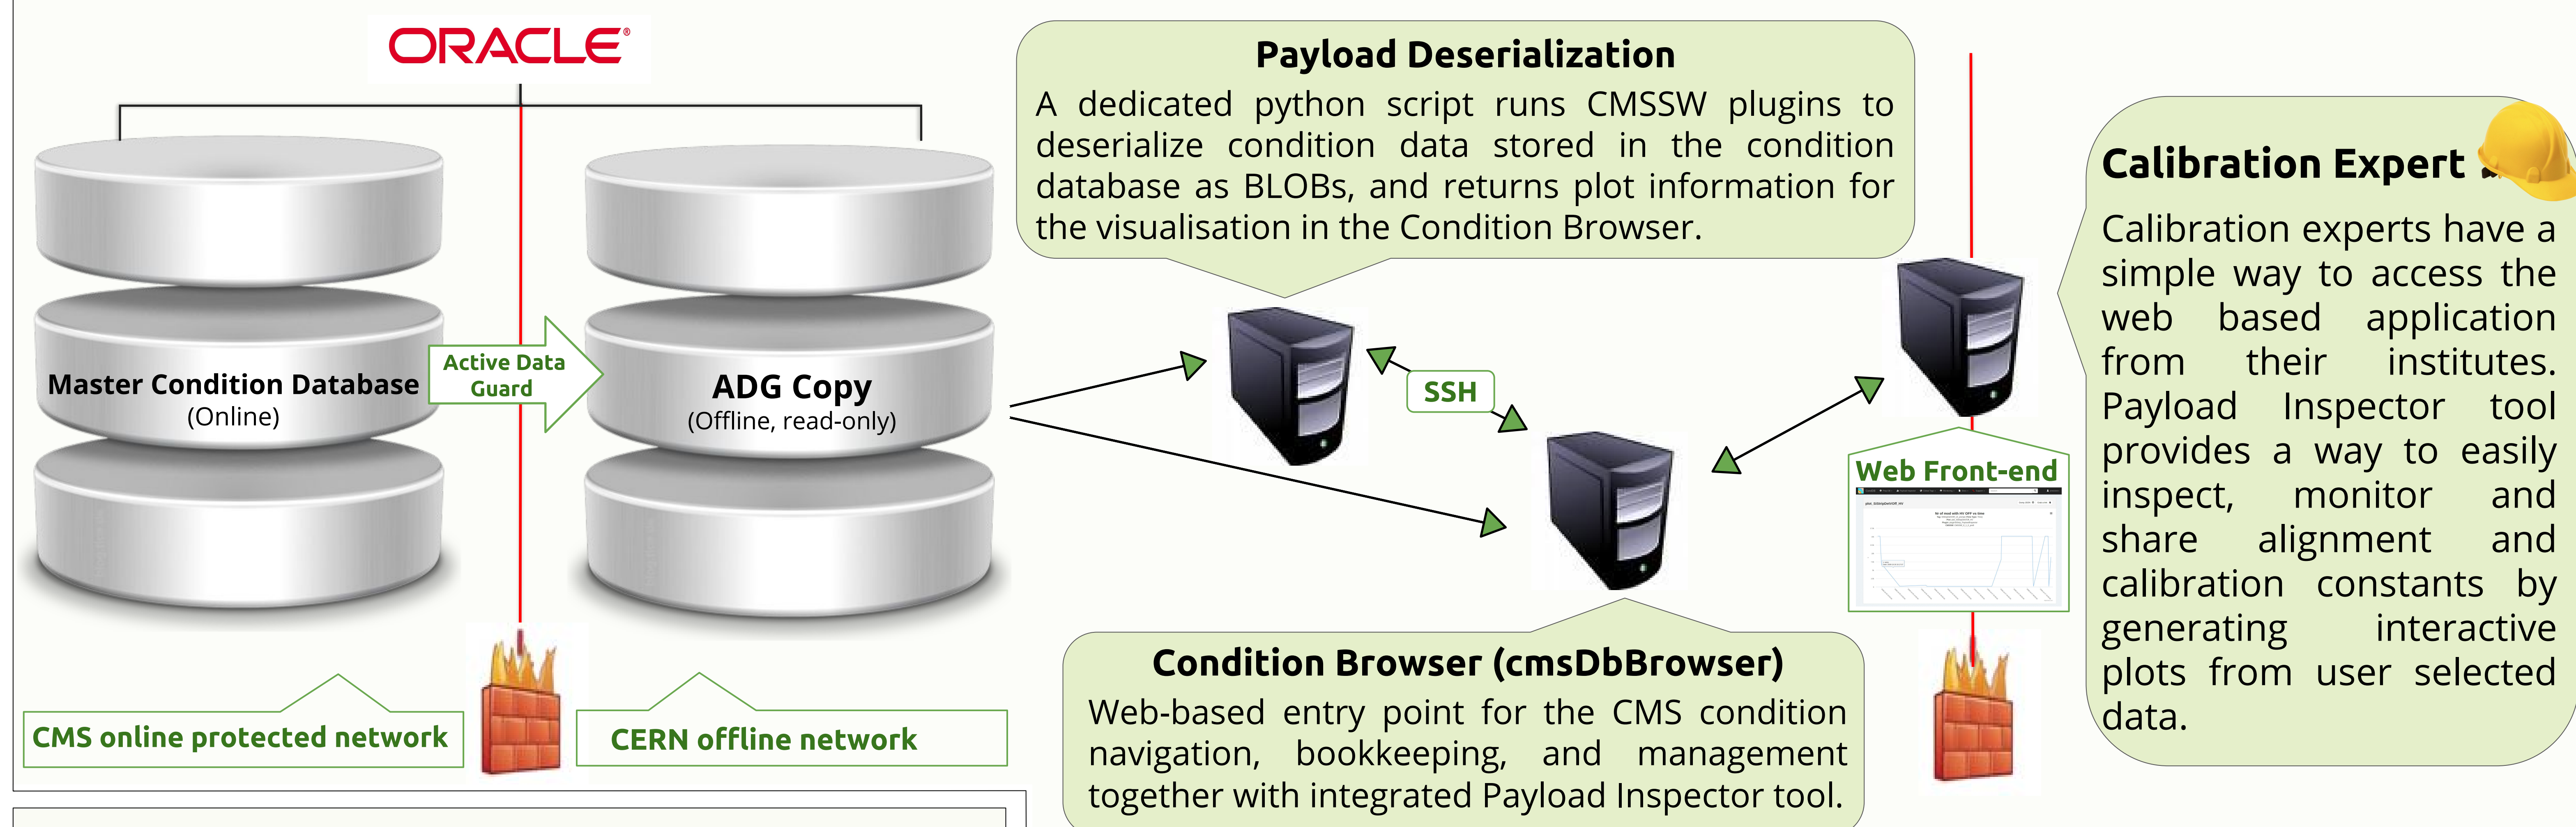 ORACLE®
Payload Deserialization
A dedicated python script runs CMSSW plugins to
deserialize condition data stored in the condition
database as BLOBs, and returns plot information for
the visualisation in the Condition Browser.
Calibration Expert
Calibration experts have a
simple way to access the
web based application
from their institutes.
Payload Inspector tool
provides a way to easily
inspect, monitor and
share alignment and
calibration constants by
generating interactive
plots from user selected
data.
Master Condition Database
(Online)
Active Data
Guard
ADG Copy
(Offline, read-only)
SSH
Web Front-end
CMS online protected network
CERN offline network
Condition Browser (cmsDbBrowser)
Web-based entry point for the CMS condition
navigation, bookkeeping, and management
together with integrated Payload Inspector tool.